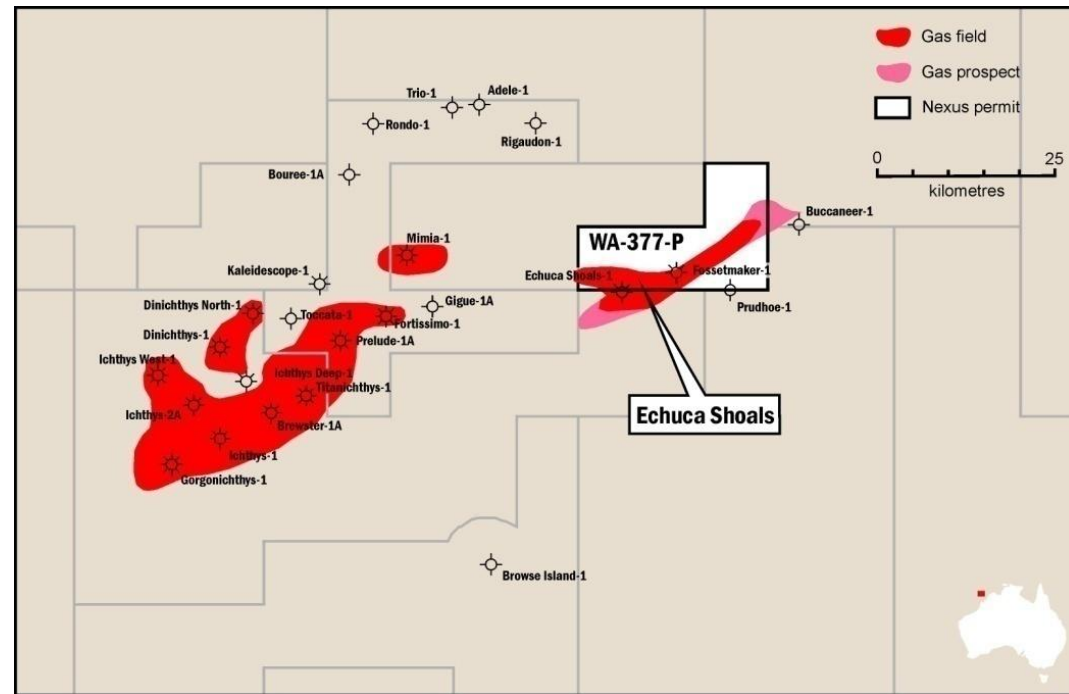 Gas field
Gas prospect
Nexus permit
0 25
kilometres
Trio-1
Adele-1
Rondo-1
Rigaudon-1
Bouree-1A
Buccaneer-1
Mimia-1
WA-377-P
Kaleidescope-1
Echuca Shoals-1
Fossetmaker-1
Dinichthys North-1
Toccata-1
Gigue-1A
Fortissimo-1
Prudhoe-1
Dinichthys-1
Prelude-1A
Ichthys West-1
Ichthys Deep-1
Titanichthys-1
Ichthys-2A
Brewster-1A
Echuca Shoals
Ichthys-1
Gorgonichthys-1
Browse Island-1